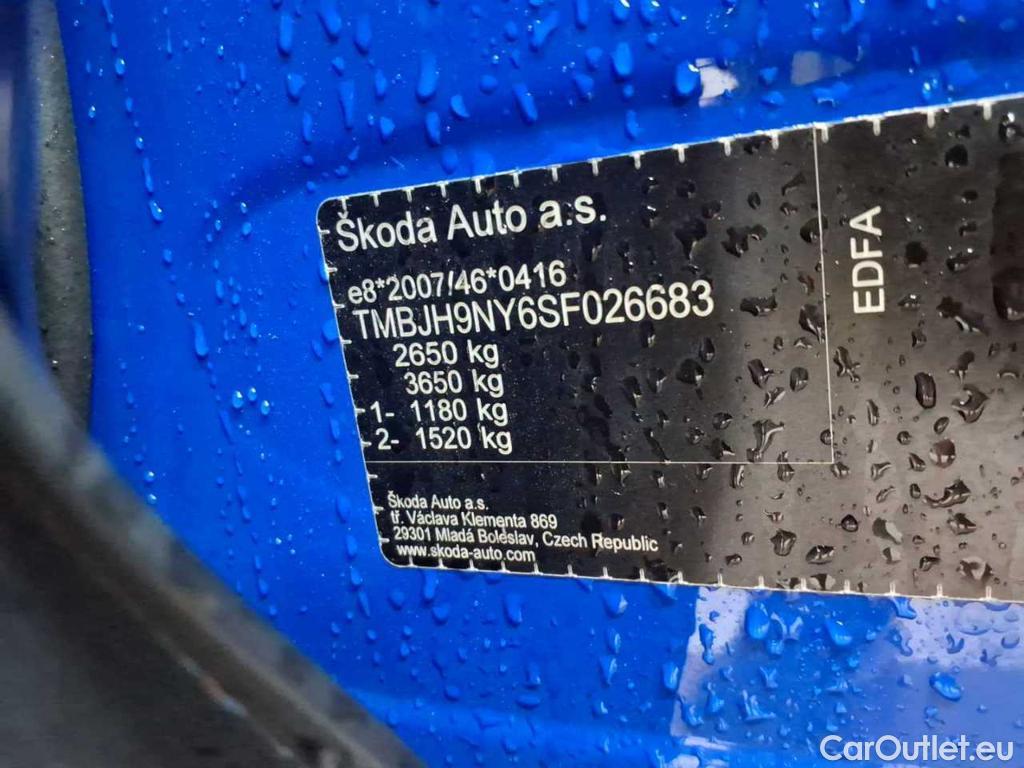 Škoda Auto a.s.
e8*2007/46*0416
TMBJH9NY6SF026683
2650 kg
3650 kg
1- 1180 kg
2- 1520 kg
EDFA
Škoda Auto a.s.
tř. Václava Klementa 869
29301 Mladá Boleslav, Czech Republic
www.skoda-auto.com
CarOutlet.eu